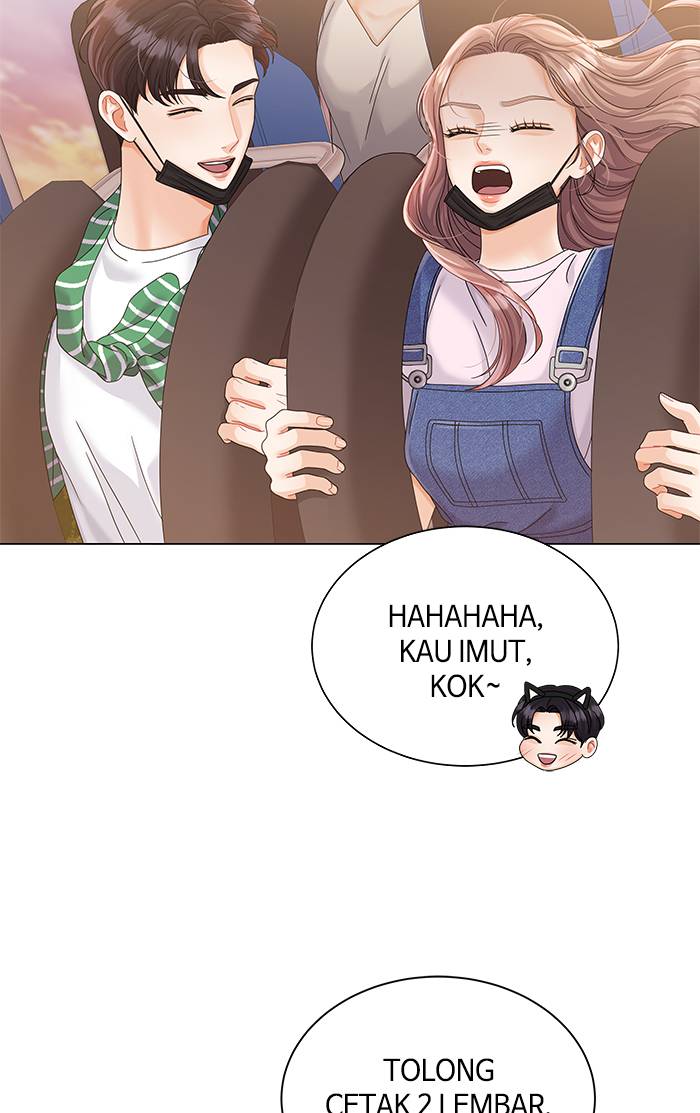 HAHAHAHA,
KAU IMUT,
KOK~
TOLONG
CETAK 2 LEMBAR.